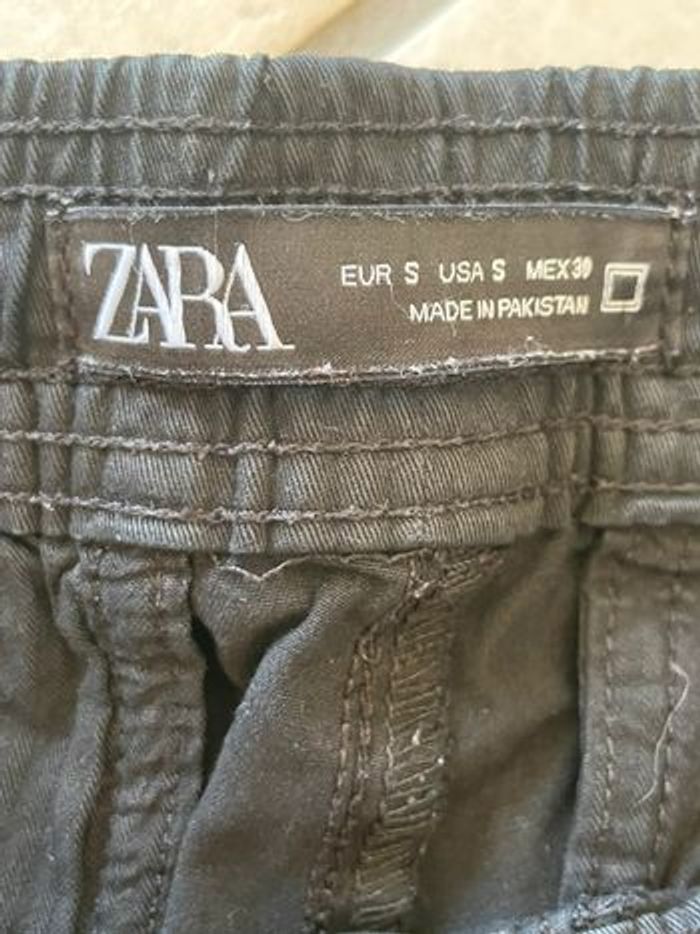 ZARA
EUR S USA S MEX 30
MADE IN PAKISTAN